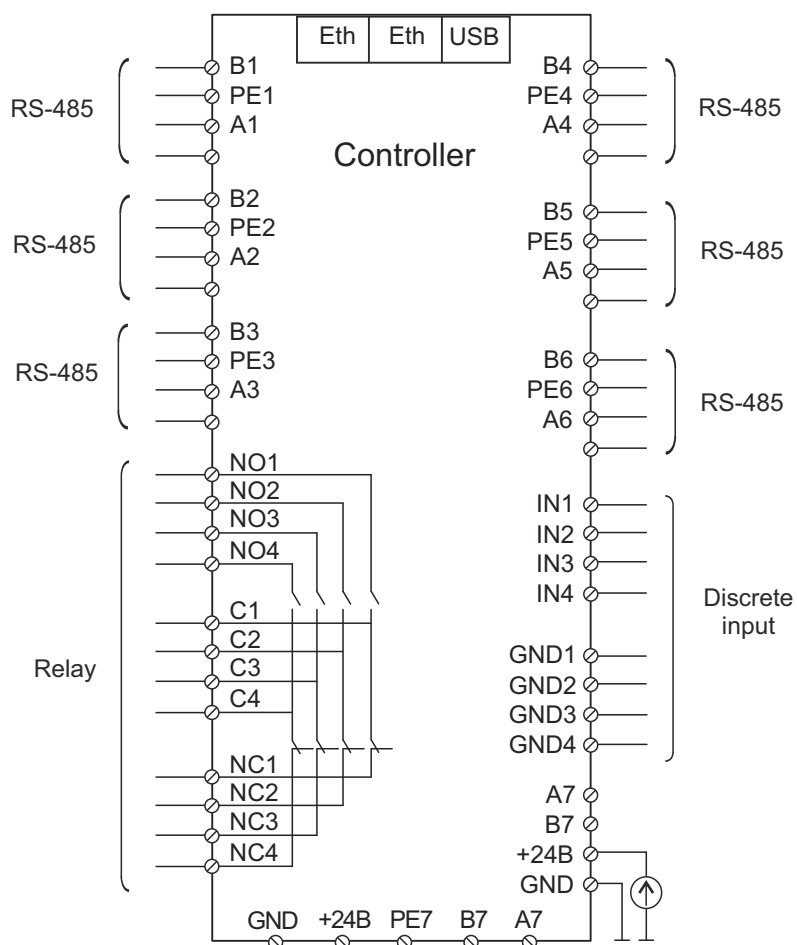 Eth Eth USB
Controller
RS-485
B1
PE1
A1
RS-485
B2
PE2
A2
RS-485
B3
PE3
A3
Relay
NO1
NO2
NO3
NO4
C1
C2
C3
C4
NC1
NC2
NC3
NC4
B4
PE4
A4
RS-485
B5
PE5
A5
RS-485
B6
PE6
A6
RS-485
IN1
IN2
IN3
IN4
GND1
GND2
GND3
GND4
Discrete
input
A7
B7
+24B
GND
GND +24B PE7 B7 A7